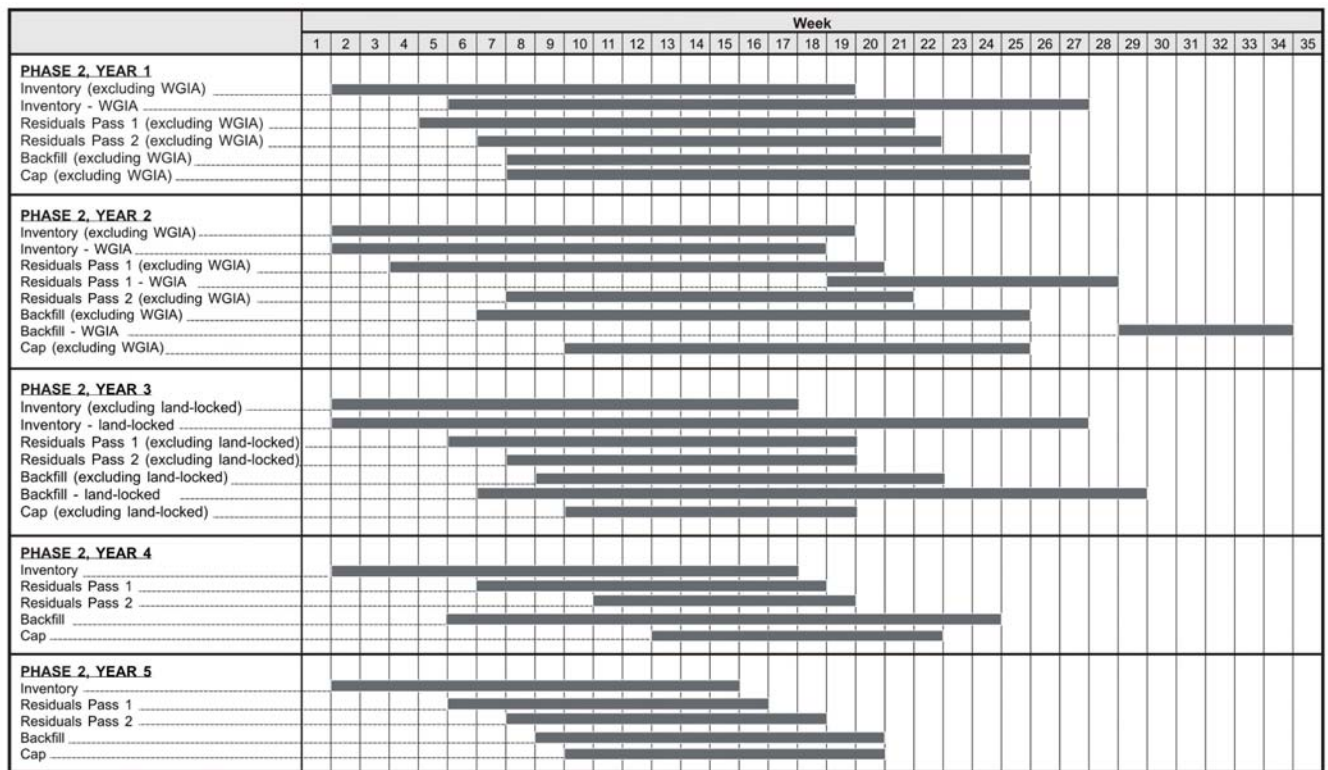 Week
1 2 3 4 5 6 7 8 9 10 11 12 13 14 15 16 17 18 19 20 21 22 23 24 25 26 27 28 29 30 31 32 33 34 35
PHASE 2, YEAR 1
Inventory (excluding WGIA)
Inventory - WGIA
Residuals Pass 1 (excluding WGIA)
Residuals Pass 2 (excluding WGIA)
Backfill (excluding WGIA)
Cap (excluding WGIA)
PHASE 2, YEAR 2
Inventory (excluding WGIA)
Inventory - WGIA
Residuals Pass 1 (excluding WGIA)
Residuals Pass 1 - WGIA
Residuals Pass 2 (excluding WGIA)
Backfill (excluding WGIA)
Backfill - WGIA
Cap (excluding WGIA)
PHASE 2, YEAR 3
Inventory (excluding land-locked)
Inventory - land-locked
Residuals Pass 1 (excluding land-locked)
Residuals Pass 2 (excluding land-locked)
Backfill (excluding land-locked)
Backfill - land-locked
Cap (excluding land-locked)
PHASE 2, YEAR 4
Inventory
Residuals Pass 1
Residuals Pass 2
Backfill
Cap
PHASE 2, YEAR 5
Inventory
Residuals Pass 1
Residuals Pass 2
Backfill
Cap